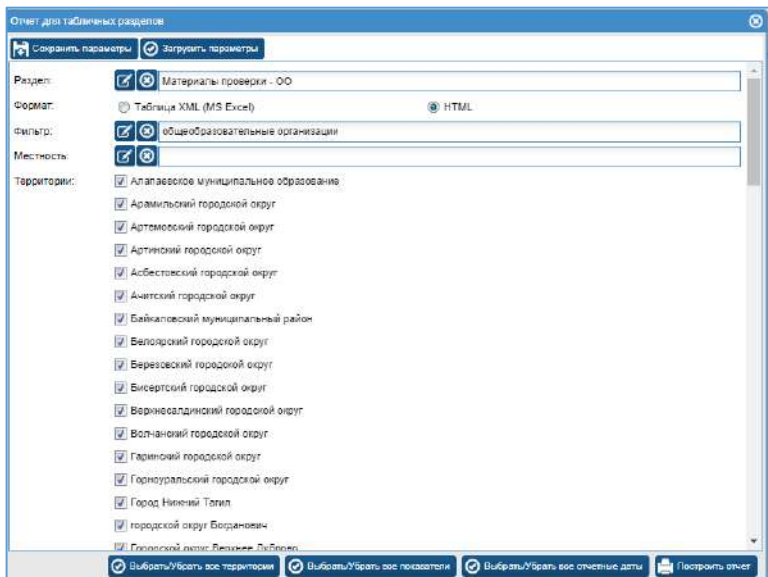 Отчет для табличных разделов
Сохранить параметры Загрузить параметры
Раздел: Материалы проверки - ОО
Формат: Таблица XML (MS Excel) HTML
Фильтр: общеобразовательные организации
Местность:
Территории: Алапаевское муниципальное образование
Арамильский городской округ
Артемовский городской округ
Артинский городской округ
Асбестовский городской округ
Ачитский городской округ
Байкаловский муниципальный район
Белоярский городской округ
Березовский городской округ
Бисертский городской округ
Верхнесалдинский городской округ
Волчанский городской округ
Гаринский городской округ
Горноуральский городской округ
Город Нижний Тагил
городской округ Богданович
Городской округ Верхнее Дуброво
Выбрать/Убрать все территории Выбрать/Убрать все показатели Выбрать/Убрать все отчетные даты Построить отчет